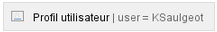 Profil utilisateur | user = KSaulgeot